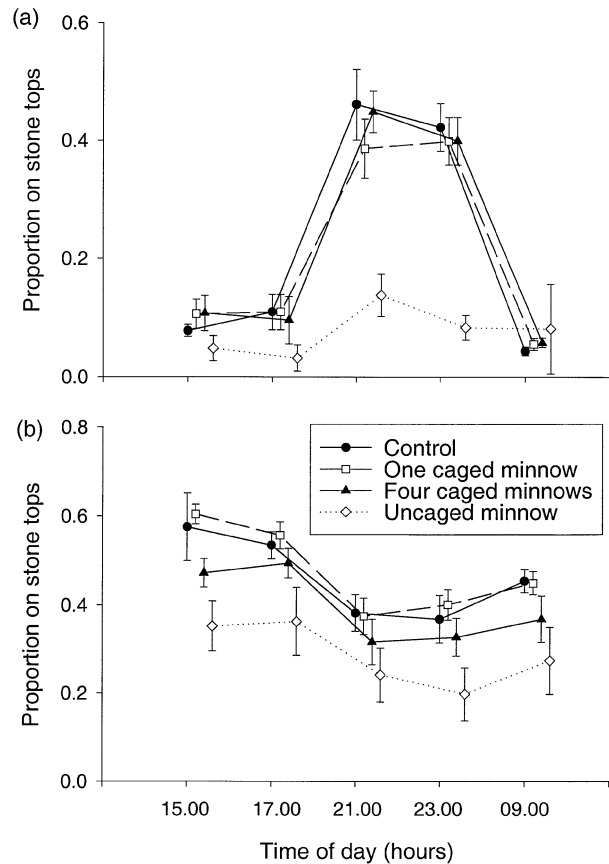 (a)
0.6
0.4
0.2
0.0
Proportion on stone tops
(b)
0.8
0.6
0.4
0.2
0.0
Proportion on stone tops
Control
One caged minnow
Four caged minnows
Uncaged minnow
15.00 17.00 21.00 23.00 09.00
Time of day (hours)